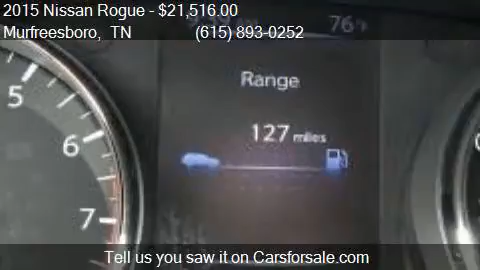 2015 Nissan Rogue - $21,516.00
Murfreesboro, TN (615) 893-0252
76°
Range
5
127 miles
6
7
Tell us you saw it on Carsforsale.com